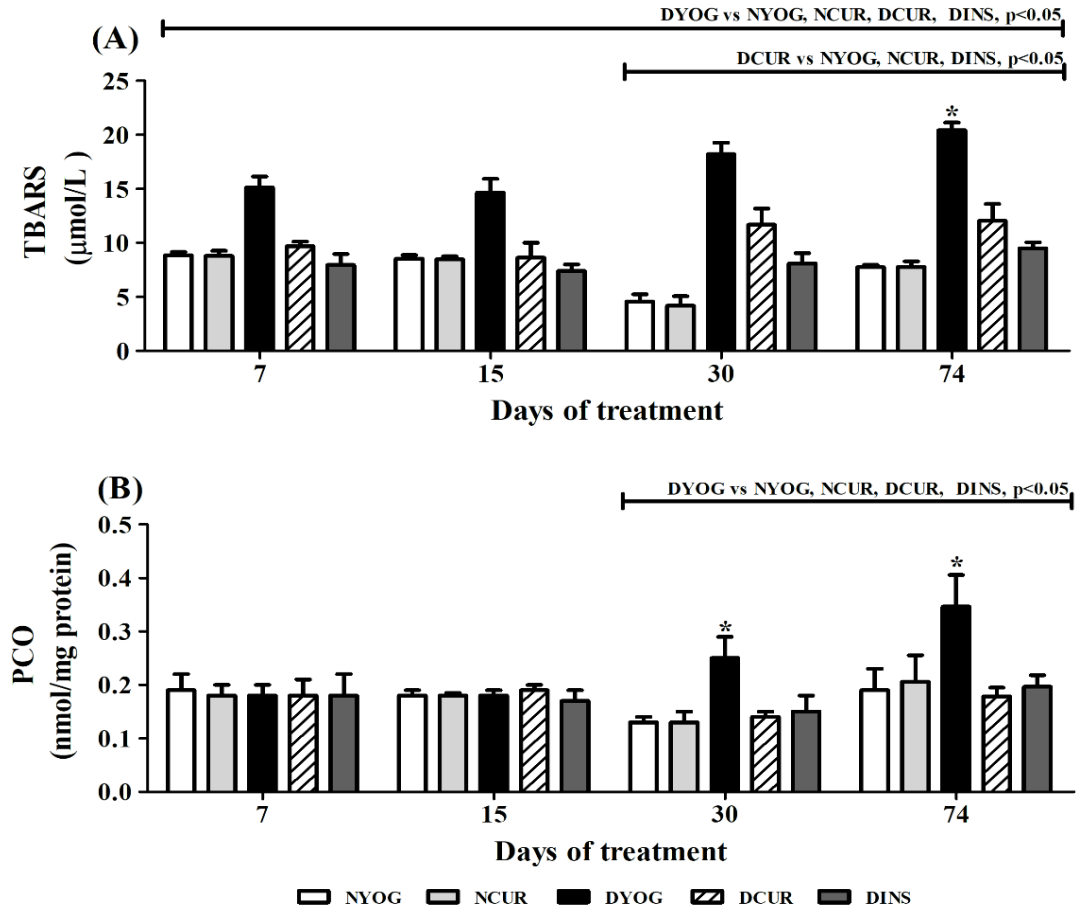 DYOG vs NYOG, NCUR, DCUR, DINS, p<0.05
(A)
DCUR vs NYOG, NCUR, DINS, p<0.05
TBARS
(μmol/L )
25
20
15
10
5
0
*
7 15 30 74
Days of treatment
(B)
DYOG vs NYOG, NCUR, DCUR, DINS, p<0.05
PCO
(nmol/mg protein)
0.5
0.4
0.3
0.2
0.1
0.0
* *
7 15 30 74
Days of treatment
NYOG NCUR DYOG DCUR DINS